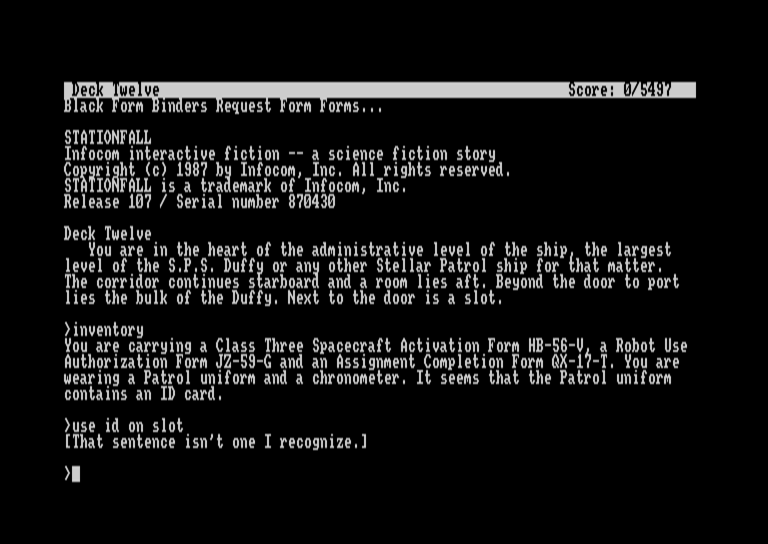 Deck Twelve Score: 0/5497
Black Form Binders Request Form Forms...
STATIONFALL
Infocom interactive fiction -- a science fiction story
Copyright (c) 1987 by Infocom, Inc. All rights reserved.
STATIONFALL is a trademark of Infocom, Inc.
Release 107 / Serial number 870430
Deck Twelve
You are in the heart of the administrative level of the ship, the largest
level of the S.P.S. Duffy or any other Stellar Patrol ship for that matter.
The corridor continues starboard and a room lies aft. Beyond the door to port
lies the bulk of the Duffy. Next to the door is a slot.
>inventory
You are carrying a Class Three Spacecraft Activation Form HB-56-V, a Robot Use
Authorization Form JZ-59-G and an Assignment Completion Form QX-17-T. You are
wearing a Patrol uniform and a chronometer. It seems that the Patrol uniform
contains an ID card.
>use id on slot
[That sentence isn't one I recognize.]
>